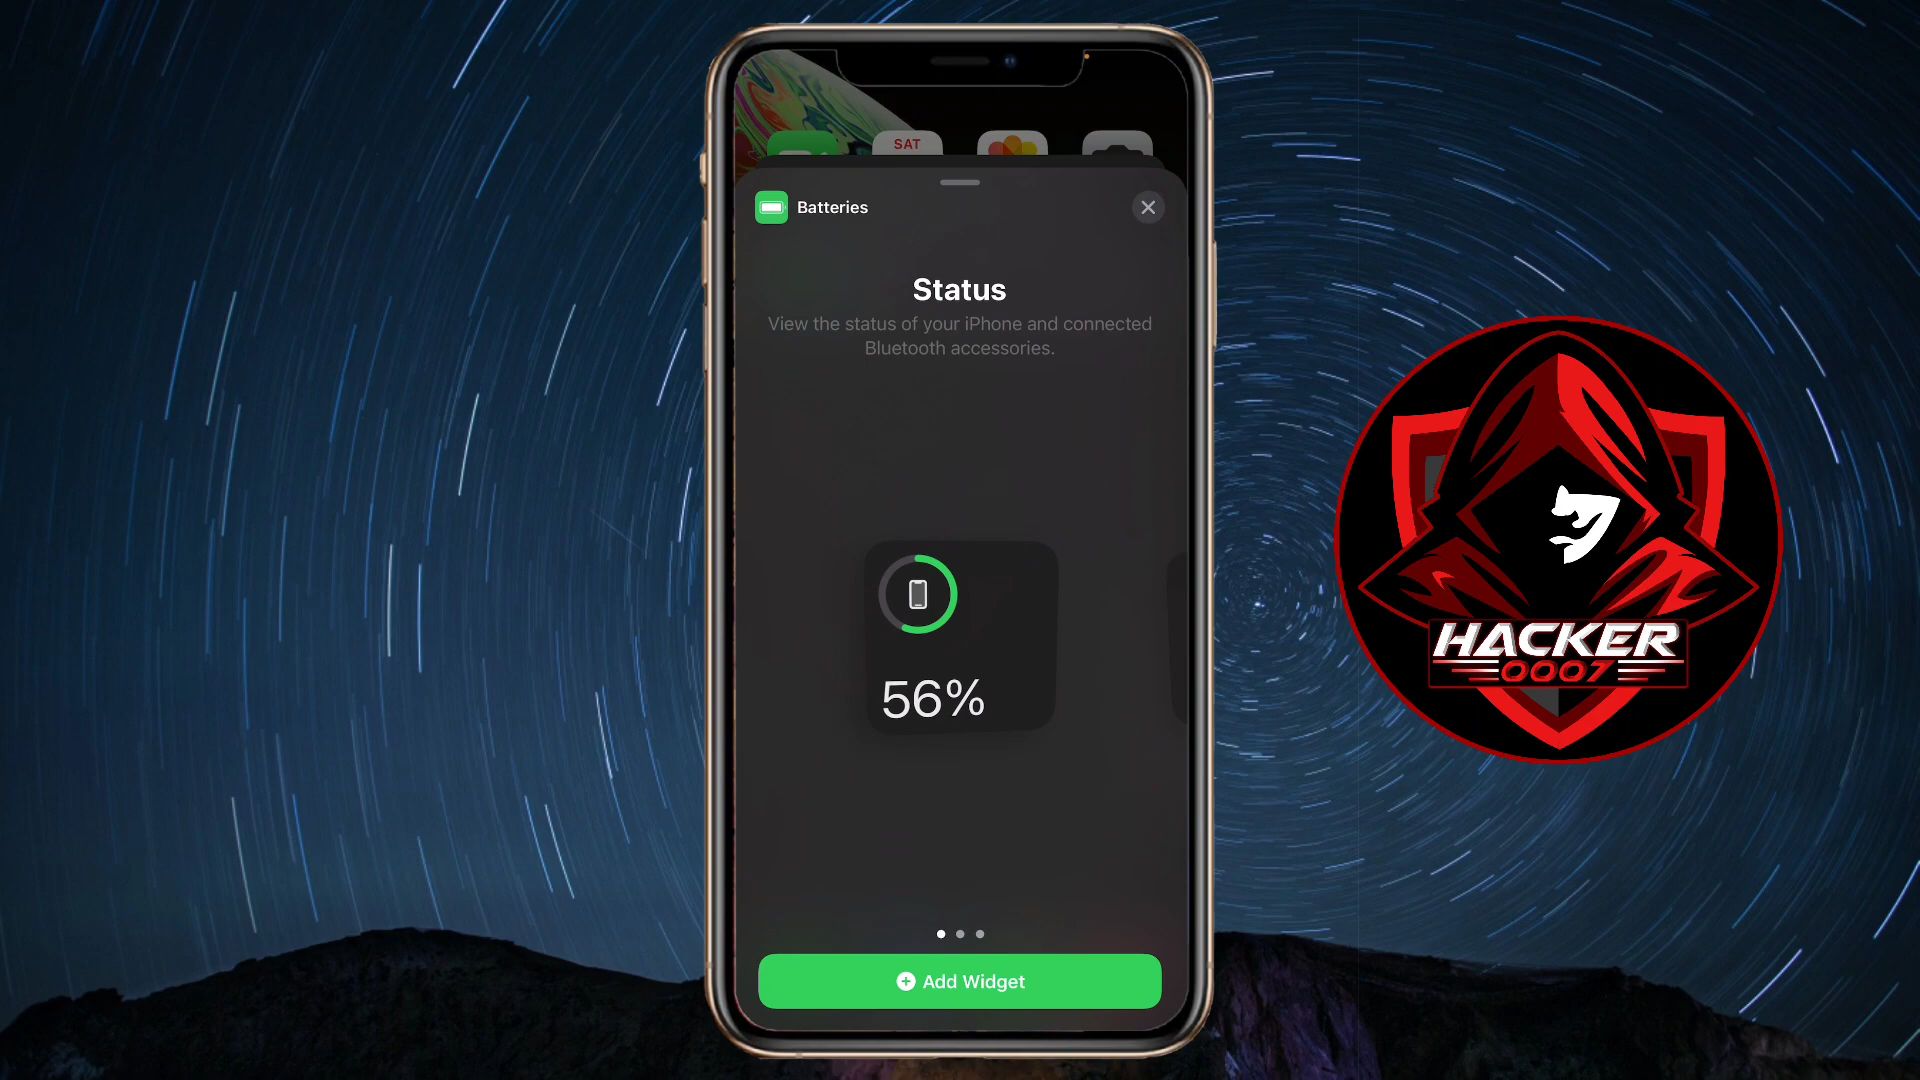 SAT
Batteries
Status
View the status of your iPhone and connected
Bluetooth accessories.
56%
Add Widget
HACKER
0007